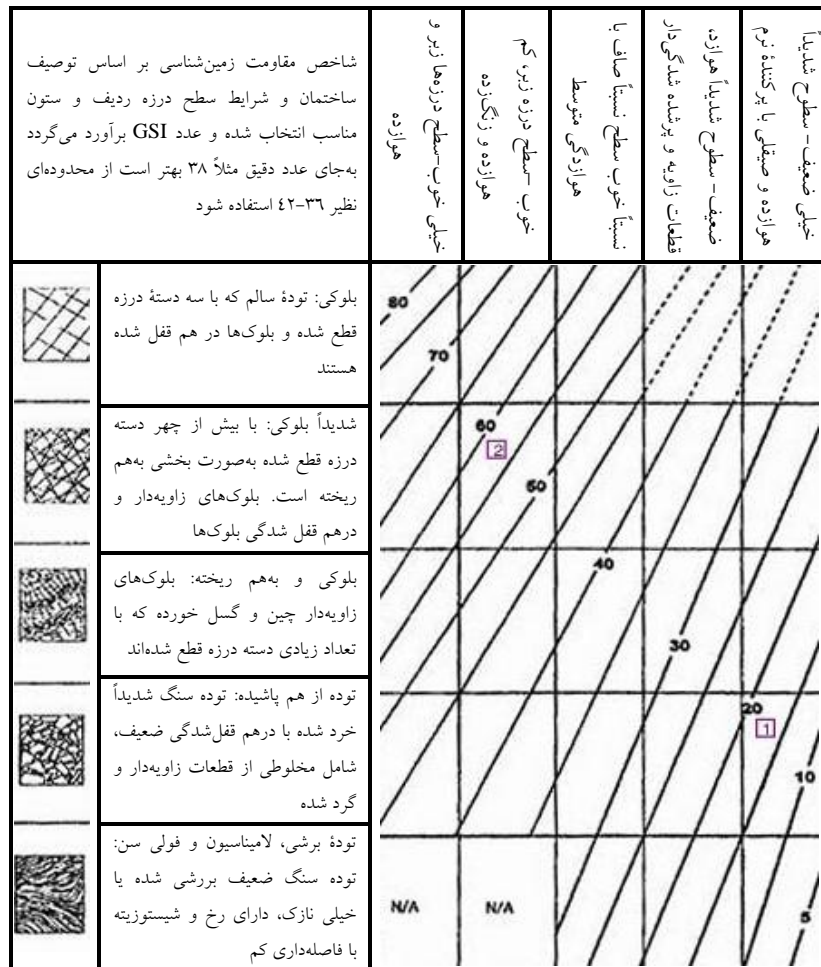 شاخص مقاومت زمین‌شناسی بر اساس توصیف
ساختمان و شرایط سطح درزه ردیف و ستون
مناسب انتخاب شده و عدد GSI برآورد می‌گردد
به‌جای عدد دقیق مثلاً ۳۸ بهتر است از محدوده‌ای
نظیر ۳۶-۴۲ استفاده شود
خیلی خوب-سطح درزه‌ها زبر و
هوازده
خوب-سطح درزه زبر، کم
هوازده و زنگ‌زده
نسبتاً خوب سطح نسبتاً صاف با
هوازدگی متوسط
ضعیف- سطوح شدیداً هوازد،
قطعات زاویه و پرشده شدگی‌دار
خیلی ضعیف- سطوح شدیداً
هوازده و صیقلی با پرکنندهٔ نرم
بلوکی: تودهٔ سالم که با سه دستهٔ درزه
قطع شده و بلوک‌ها در هم قفل شده
هستند
80
70
شدیداً بلوکی: با بیش از چهر دسته
درزه قطع شده به‌صورت بخشی به‌هم
ریخته است. بلوک‌های زاویه‌دار و
درهم قفل شدگی بلوک‌ها
60
2
50
بلوکی و به‌هم ریخته: بلوک‌های
زاویه‌دار چین و گسل خورده که با
تعداد زیادی دسته درزه قطع شده‌اند
40
30
توده از هم پاشیده: توده سنگ شدیداً
خرد شده با درهم قفل‌شدگی ضعیف،
شامل مخلوطی از قطعات زاویه‌دار و
گرد شده
20
1
10
تودهٔ برشی، لامیناسیون و فولی سن:
توده سنگ ضعیف بررشی شده یا
خیلی نازک، دارای رخ و شیستوزیته
با فاصله‌داری کم
N/A
N/A
5